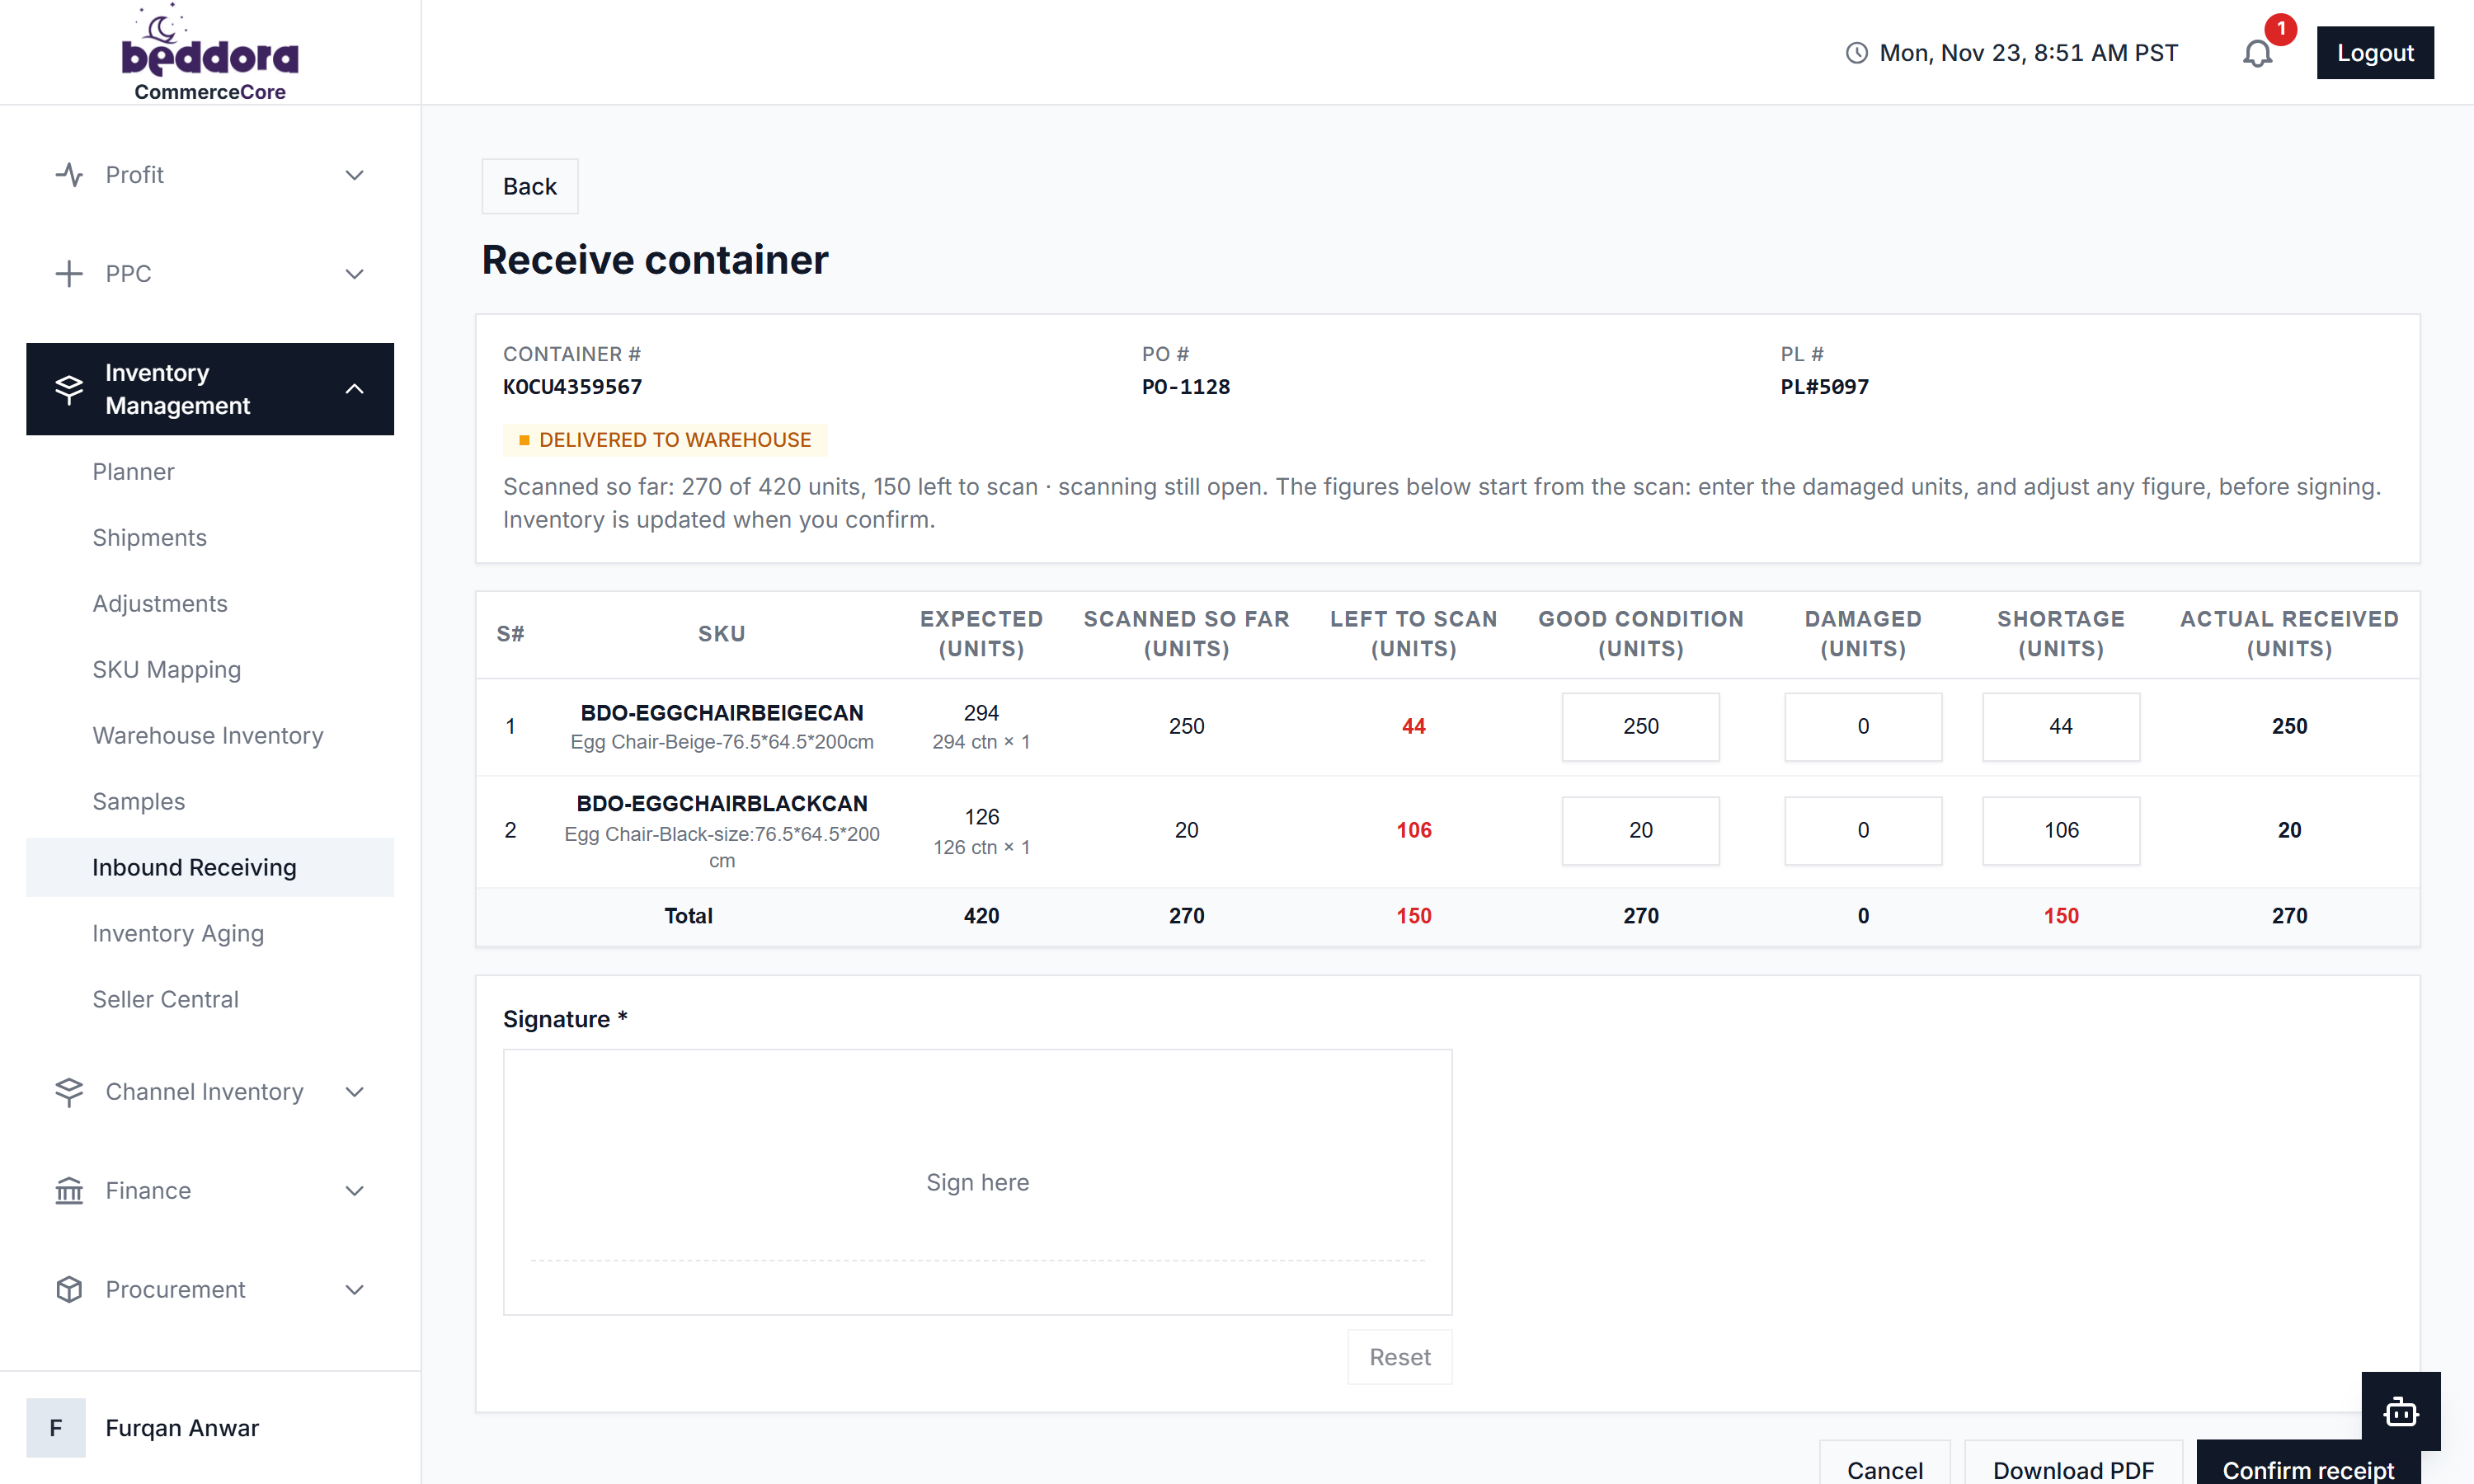 beddora
CommerceCore
Mon, Nov 23, 8:51 AM PST
1
Logout
Profit
PPC
Inventory
Management
Planner
Shipments
Adjustments
SKU Mapping
Warehouse Inventory
Samples
Inbound Receiving
Inventory Aging
Seller Central
Channel Inventory
Finance
Procurement
F
Furqan Anwar
Back
Receive container
CONTAINER # PO # PL #
KOCU4359567 PO-1128 PL#5097
DELIVERED TO WAREHOUSE
Scanned so far: 270 of 420 units, 150 left to scan · scanning still open. The figures below start from the scan: enter the damaged units, and adjust any figure, before signing.
Inventory is updated when you confirm.
S# SKU EXPECTED (UNITS) SCANNED SO FAR (UNITS) LEFT TO SCAN (UNITS) GOOD CONDITION (UNITS) DAMAGED (UNITS) SHORTAGE (UNITS) ACTUAL RECEIVED (UNITS)
1 BDO-EGGCHAIRBEIGECAN 294 250 44 250 0 44 250
Egg Chair-Beige-76.5*64.5*200cm 294 ctn × 1
2 BDO-EGGCHAIRBLACKCAN 126 20 106 20 0 106 20
Egg Chair-Black-size:76.5*64.5*200 126 ctn × 1
cm
Total 420 270 150 270 0 150 270
Signature *
Sign here
Reset
Cancel Download PDF Confirm receipt